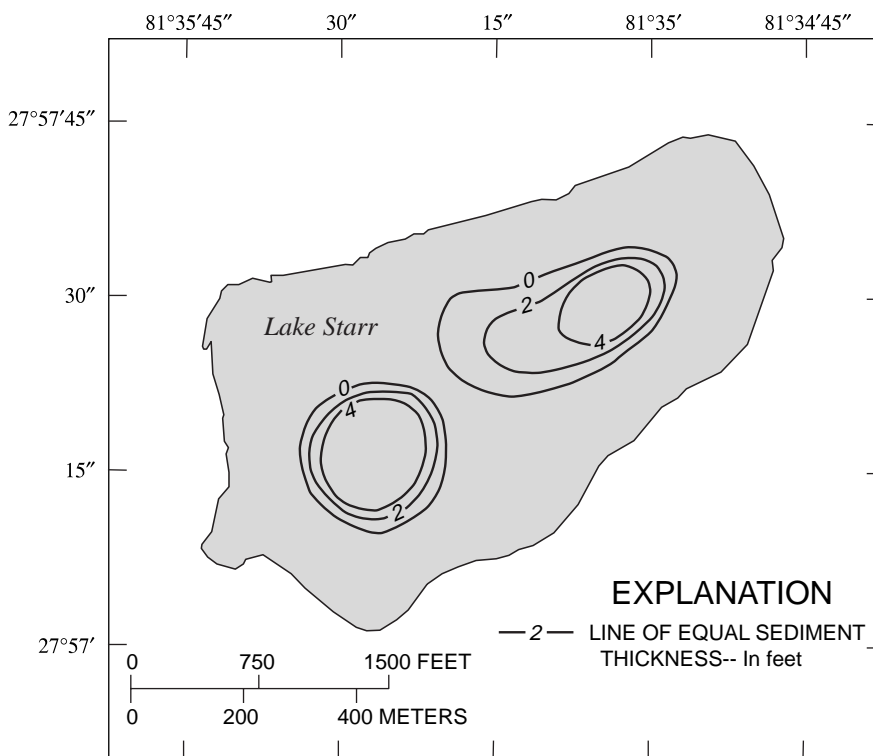 81°35′45″ 30″ 15″ 81°35′ 81°34′45″
27°57′45″
0
2
30″
Lake Starr
4
0
4
15″
2
EXPLANATION
27°57′
2 LINE OF EQUAL SEDIMENT
THICKNESS-- In feet
0 750 1500 FEET
0 200 400 METERS